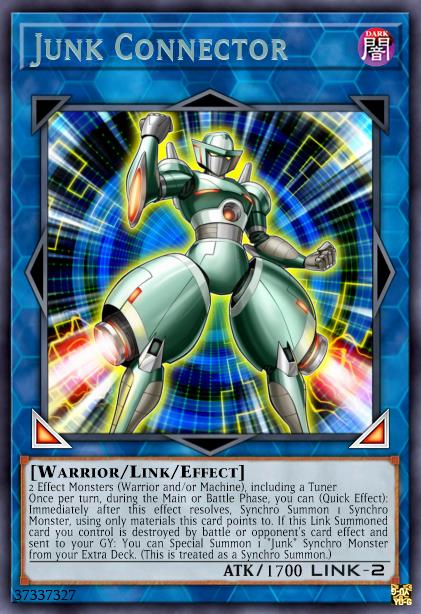 Junk Connector
DARK
闇
[Warrior/Link/Effect]
2 Effect Monsters (Warrior and/or Machine), including a Tuner
Once per turn, during the Main or Battle Phase, you can (Quick Effect):
Immediately after this effect resolves, Synchro Summon 1 Synchro
Monster, using only materials this card points to. If this Link Summoned
card you control is destroyed by battle or opponent's card effect and
sent to your GY: You can Special Summon 1 "Junk" Synchro Monster
from your Extra Deck. (This is treated as a Synchro Summon.)
ATK/1700 LINK-2
37337327